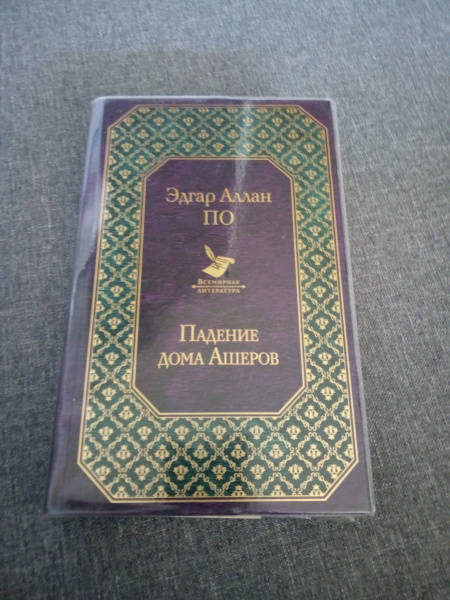 Эдгар Аллан
ПО
Всемирная
литература
Падение
дома Ашеров